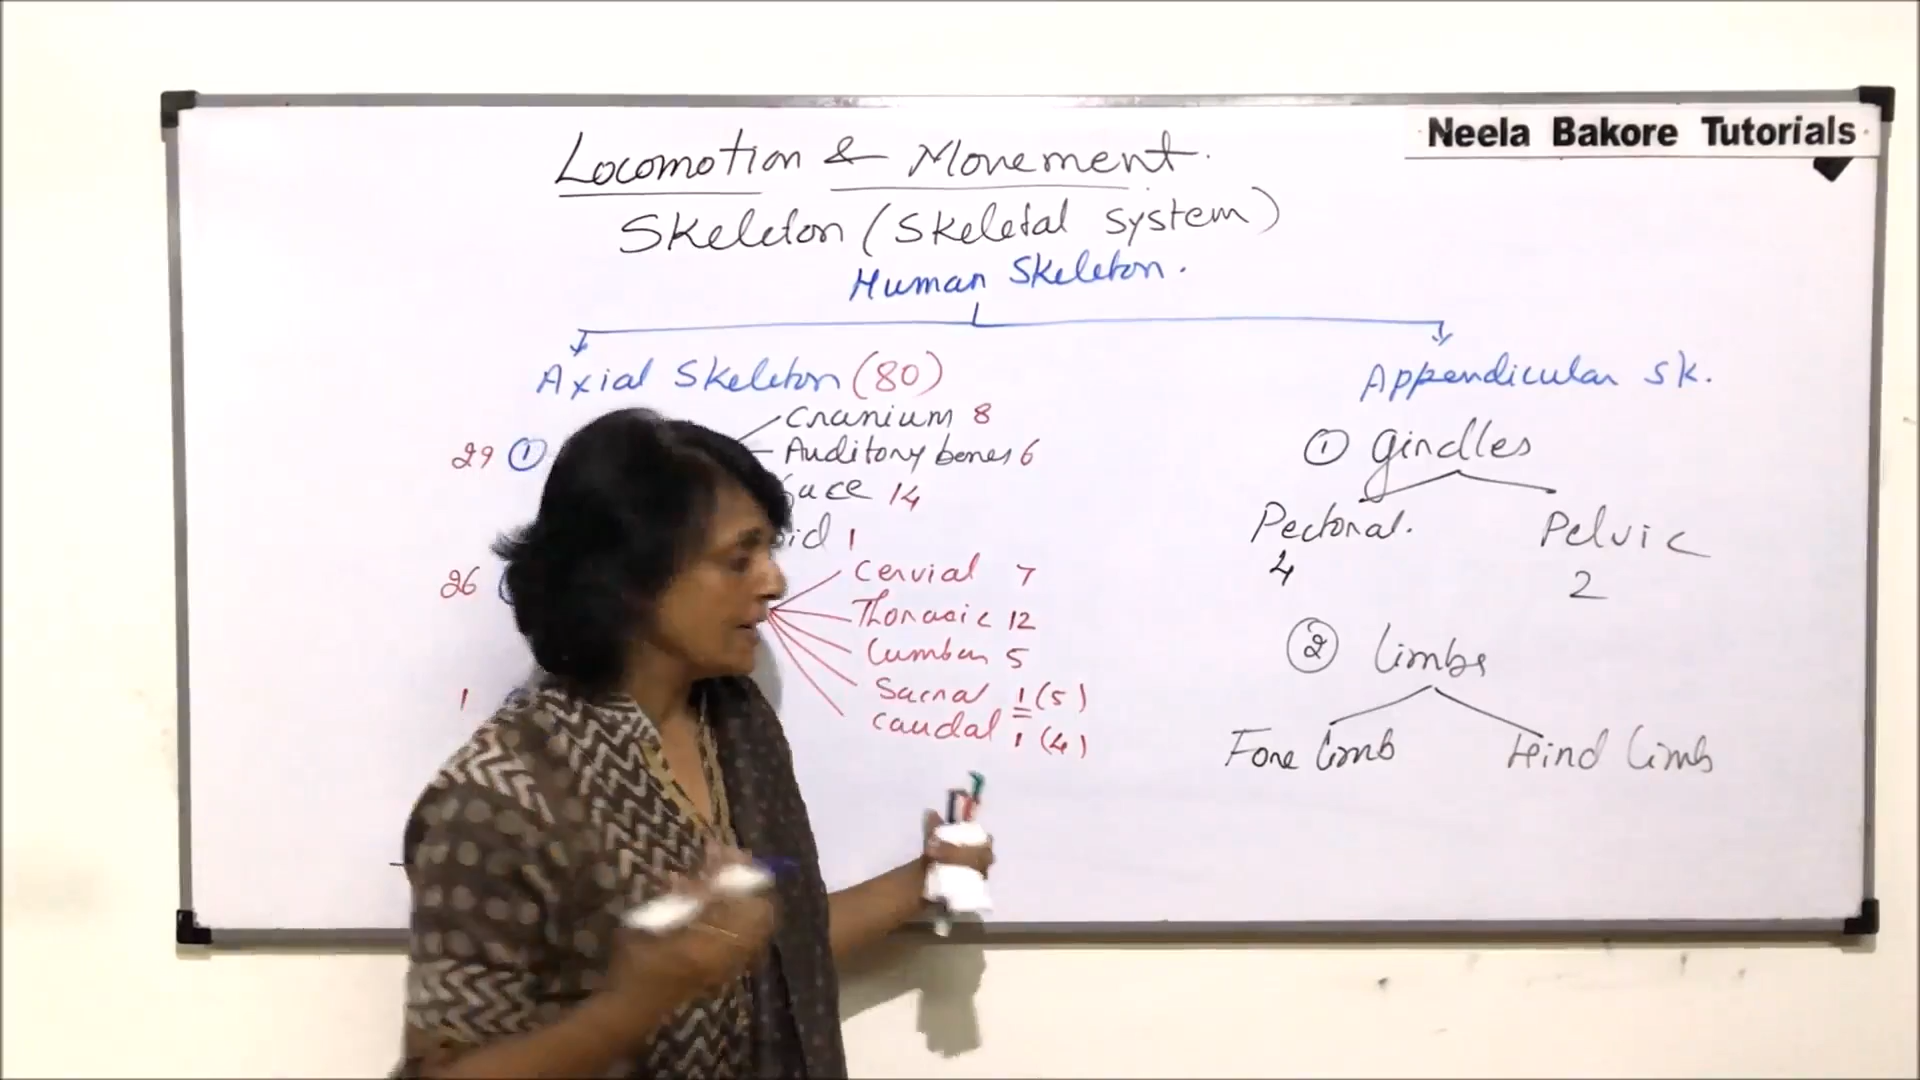 Neela Bakore Tutorials
Locomotion & Movement.
Skeleton (Skeletal system)
Human Skeleton.
Axial Skeleton (80)
Cranium 8
29 ① Auditory bones 6
face 14
1
26
Cervial 7
Thoracic 12
Lumbar 5
1
Sacral 1 (5)
Caudal 1 (4)
Appendicular Sk.
① Girdles
Pectoral. Pelvic
4 2
② limbs
Fore limb Hind limb